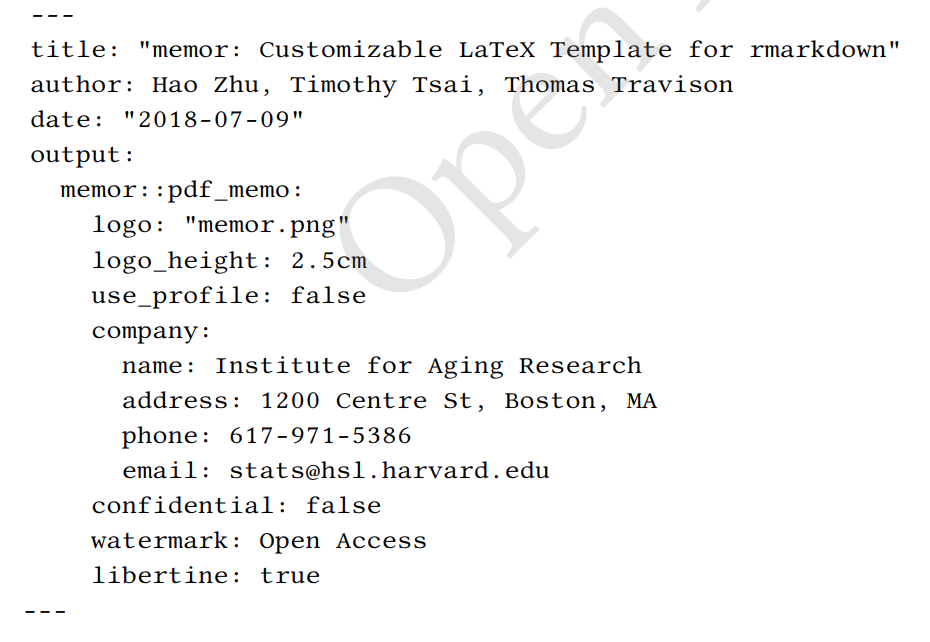 ---
title: "memor: Customizable LaTeX Template for rmarkdown"
author: Hao Zhu, Timothy Tsai, Thomas Travison
date: "2018-07-09"
output:
  memor::pdf_memo:
    logo: "memor.png"
    logo_height: 2.5cm
    use_profile: false
    company:
      name: Institute for Aging Research
      address: 1200 Centre St, Boston, MA
      phone: 617-971-5386
      email: stats@hsl.harvard.edu
    confidential: false
    watermark: Open Access
    libertine: true
---
Open